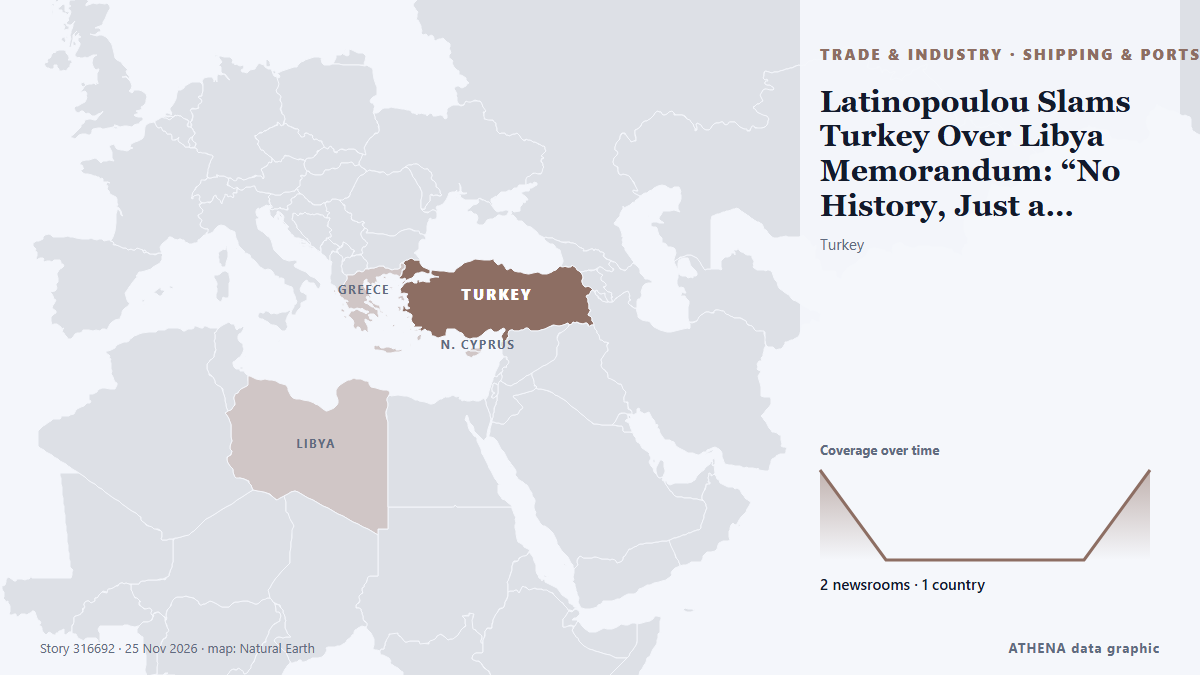 TRADE & INDUSTRY · SHIPPING & PORTS
Latinopoulou Slams
Turkey Over Libya
Memorandum: “No
History, Just a…
Turkey
GREECE
TURKEY
N. CYPRUS
LIBYA
Coverage over time
2 newsrooms · 1 country
Story 316692 · 25 Nov 2026 · map: Natural Earth
ATHENA data graphic